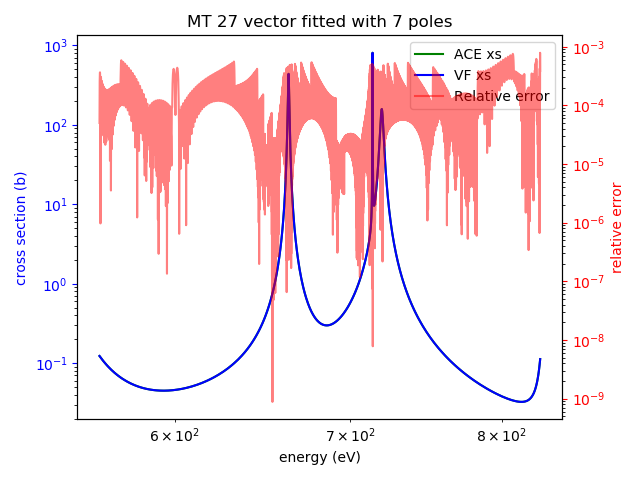 MT 27 vector fitted with 7 poles
ACE xs
VF xs
Relative error
cross section (b)
10³
10²
10¹
10⁰
10⁻¹
relative error
10⁻³
10⁻⁴
10⁻⁵
10⁻⁶
10⁻⁷
10⁻⁸
10⁻⁹
6 × 10² 7 × 10² 8 × 10²
energy (eV)